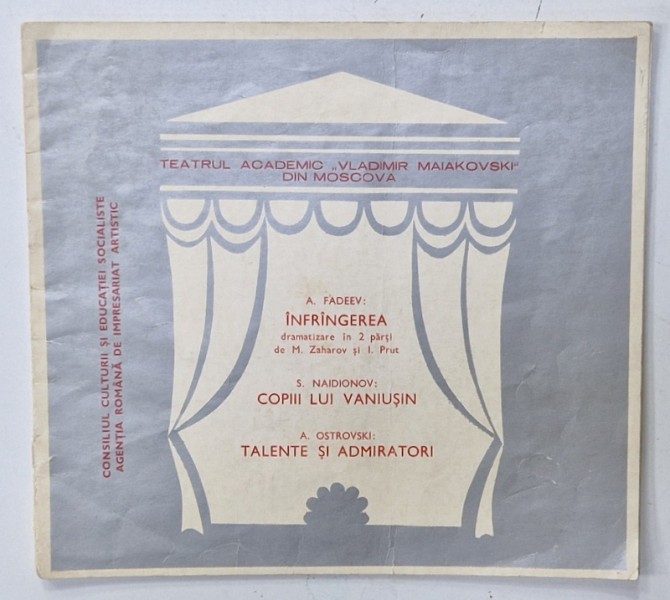 TEATRUL ACADEMIC „VLADIMIR MAIAKOVSKI“
DIN MOSCOVA
CONSILIUL CULTURII ȘI EDUCAȚIEI SOCIALISTE
AGENȚIA ROMÂNĂ DE IMPRESARIAT ARTISTIC
A. FADEEV:
ÎNFRÎNGEREA
dramatizare în 2 părți
de M. Zaharov și I. Prut
S. NAIDIONOV:
COPIII LUI VANIUȘIN
A. OSTROVSKI:
TALENTE ȘI ADMIRATORI